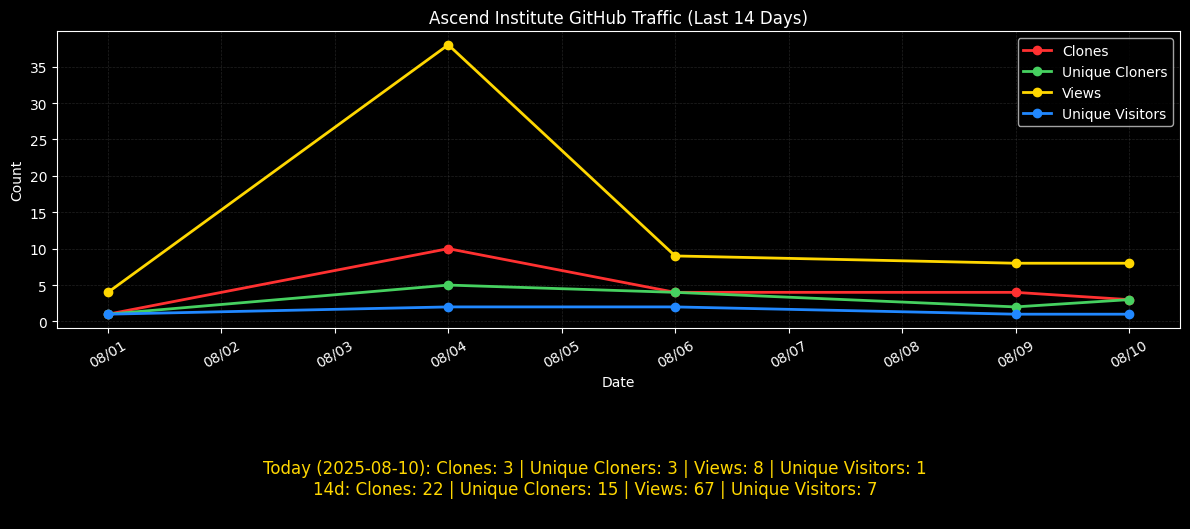 Ascend Institute GitHub Traffic (Last 14 Days)
Clones
Unique Cloners
Views
Unique Visitors
Count
35
30
25
20
15
10
5
0
08/01
08/02
08/03
08/04
08/05
08/06
08/07
08/08
08/09
08/10
Date
Today (2025-08-10): Clones: 3 | Unique Cloners: 3 | Views: 8 | Unique Visitors: 1
14d: Clones: 22 | Unique Cloners: 15 | Views: 67 | Unique Visitors: 7